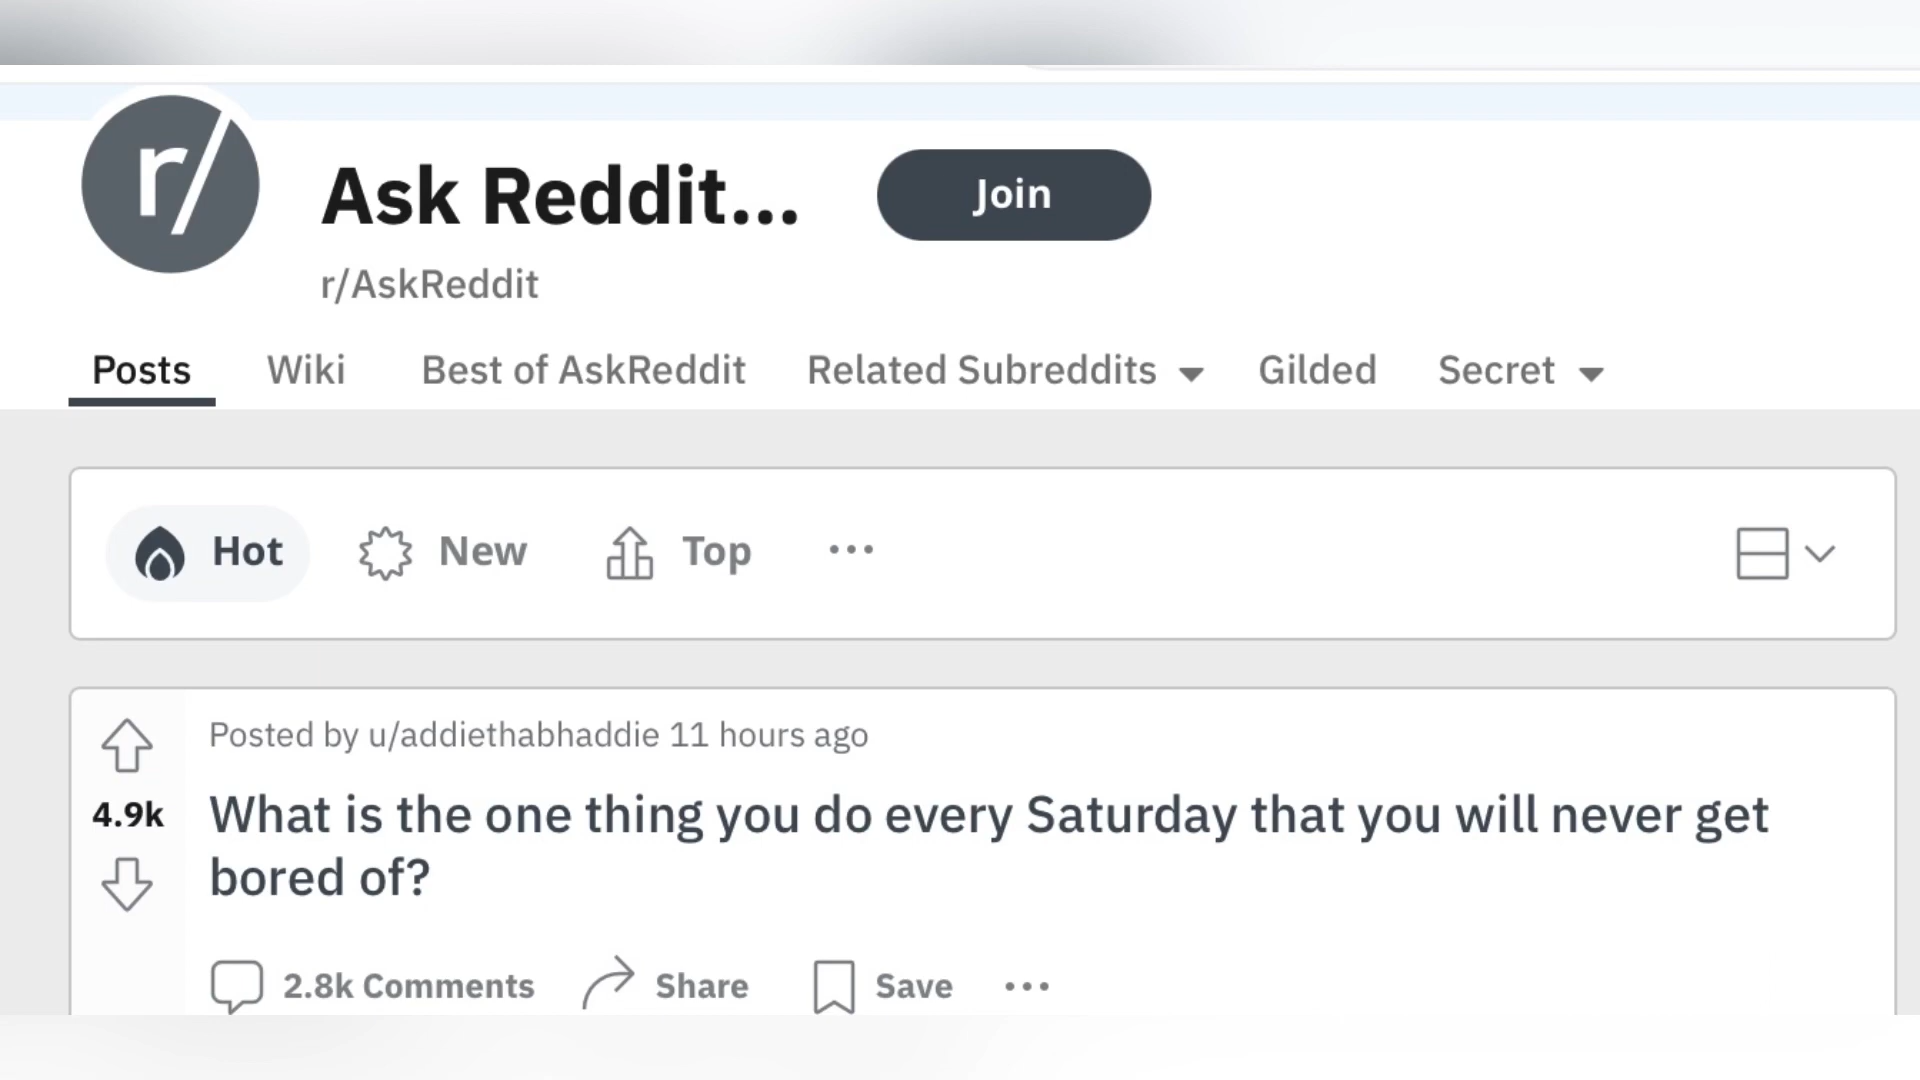 r/
Ask Reddit...
Join
r/AskReddit
Posts Wiki Best of AskReddit Related Subreddits Gilded Secret
Hot New Top ...
Posted by u/addiethabhaddie 11 hours ago
4.9k
What is the one thing you do every Saturday that you will never get
bored of?
2.8k Comments Share Save ...